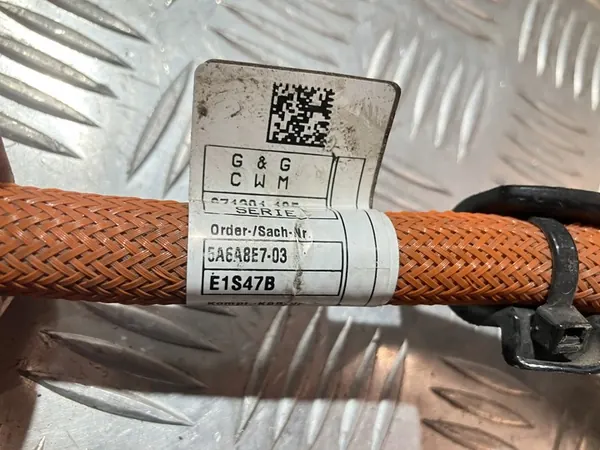 G & G
C W M
SERIE
Order-/Sach-Nr.
5A6A8E7-03
E1S47B